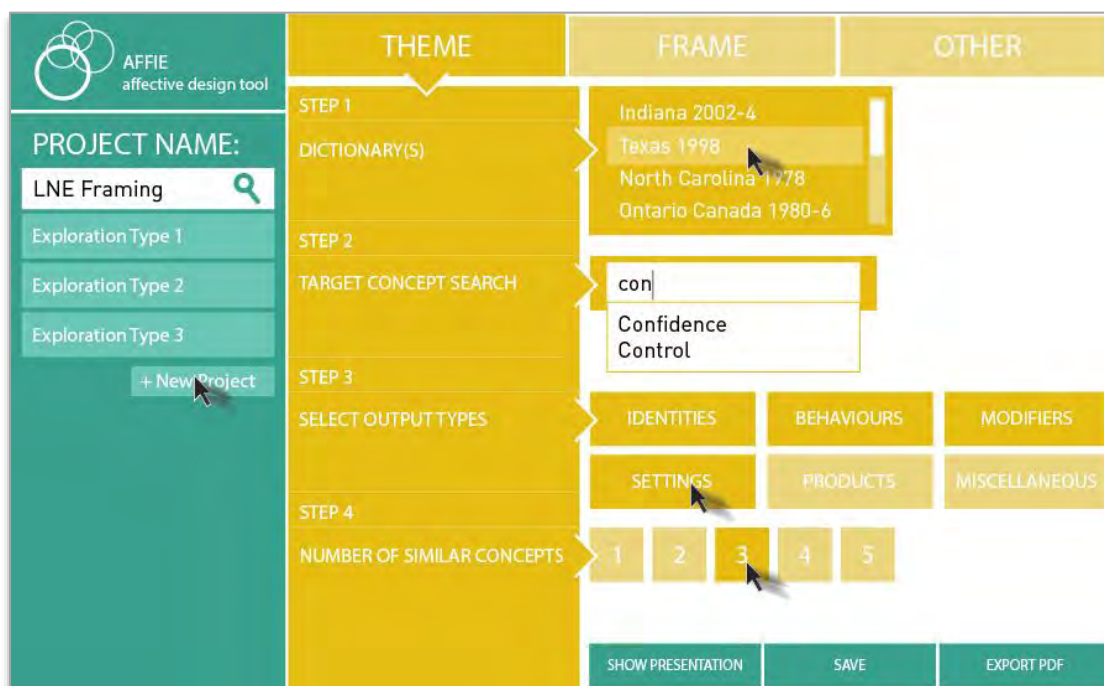 AFFIE
affective design tool
PROJECT NAME:
LNE Framing
Exploration Type 1
Exploration Type 2
Exploration Type 3
+ New Project
THEME
FRAME
OTHER
STEP 1
DICTIONARY(S)
Indiana 2002-4
Texas 1998
North Carolina 1978
Ontario Canada 1980-6
STEP 2
TARGET CONCEPT SEARCH
con
Confidence
Control
STEP 3
SELECT OUTPUT TYPES
IDENTITIES
BEHAVIOURS
MODIFIERS
SETTINGS
PRODUCTS
MISCELLANEOUS
STEP 4
NUMBER OF SIMILAR CONCEPTS
1 2 3 4 5
SHOW PRESENTATION
SAVE
EXPORT PDF